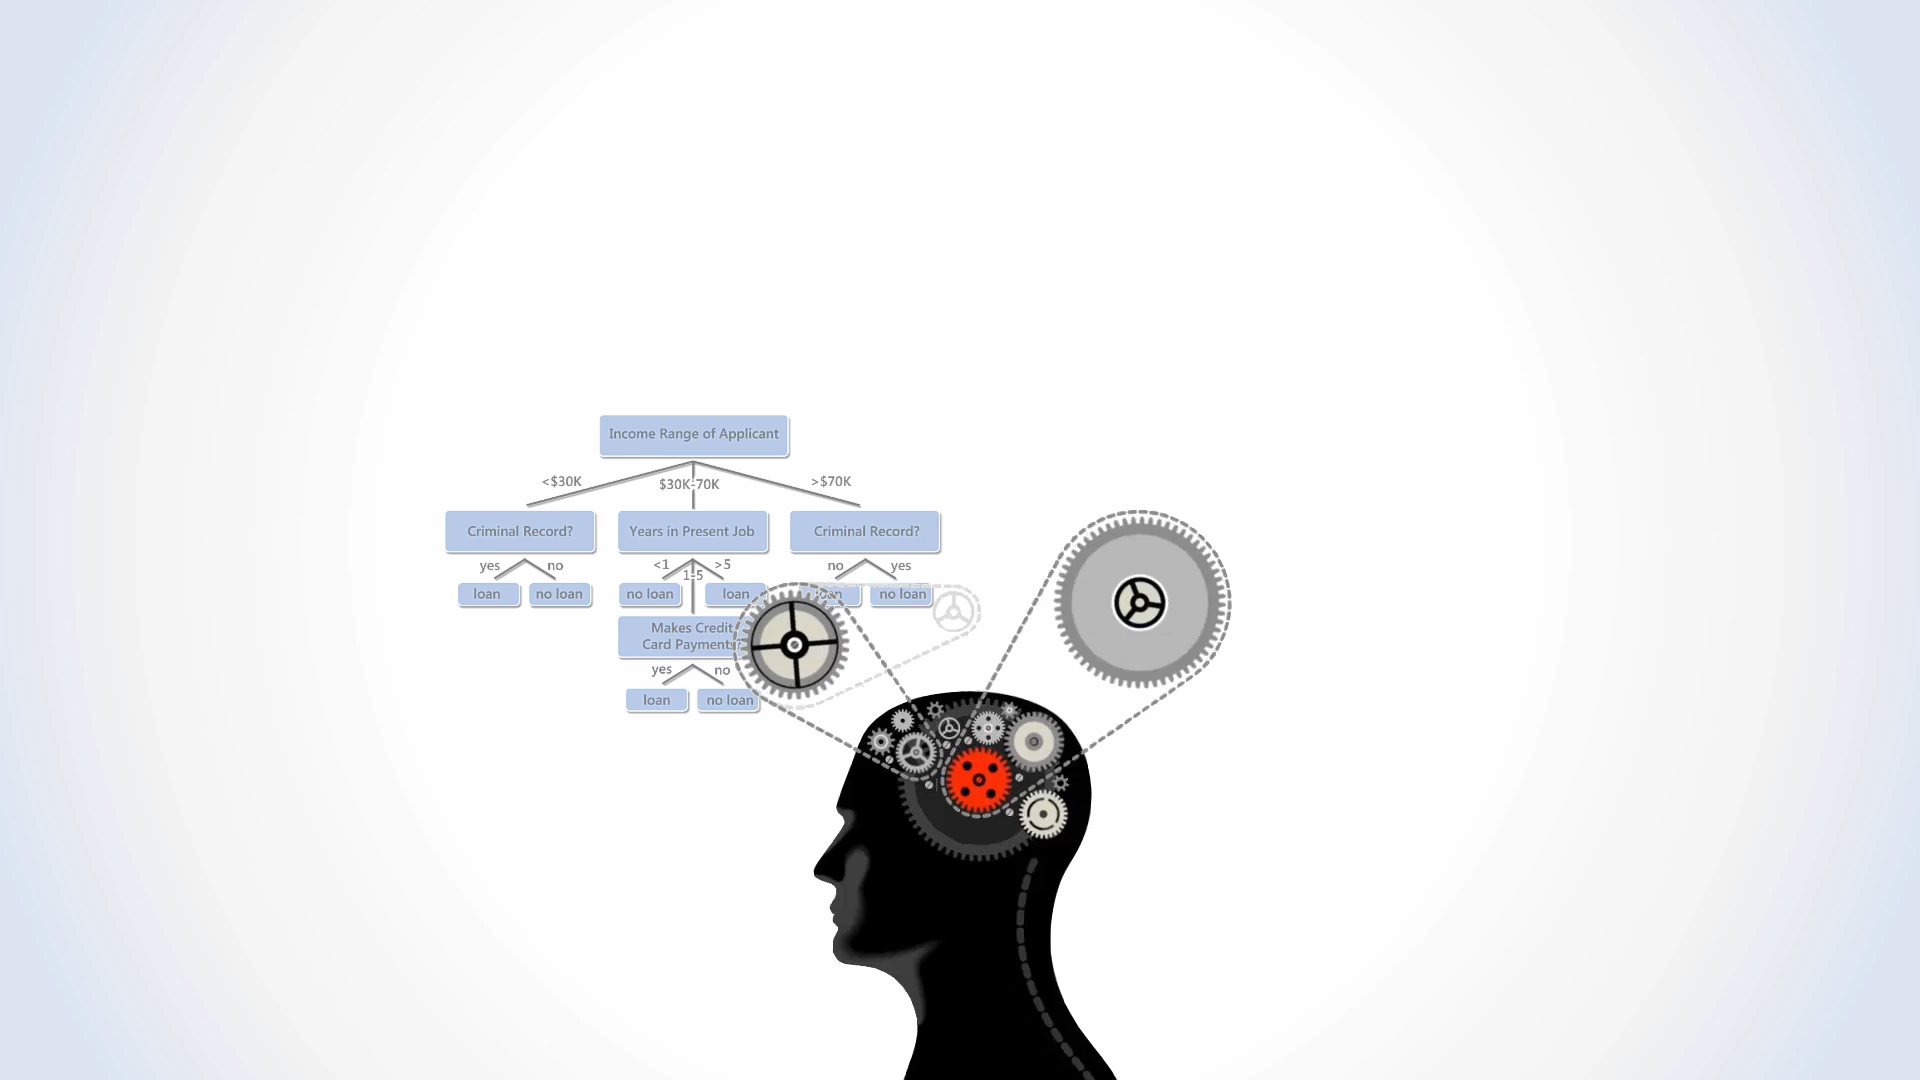 Income Range of Applicant
<$30K $30K-70K >$70K
Criminal Record? Years in Present Job Criminal Record?
yes no <1 1-5 >5 no yes
loan no loan no loan loan loan no loan
Makes Credit
Card Payments
yes no
loan no loan